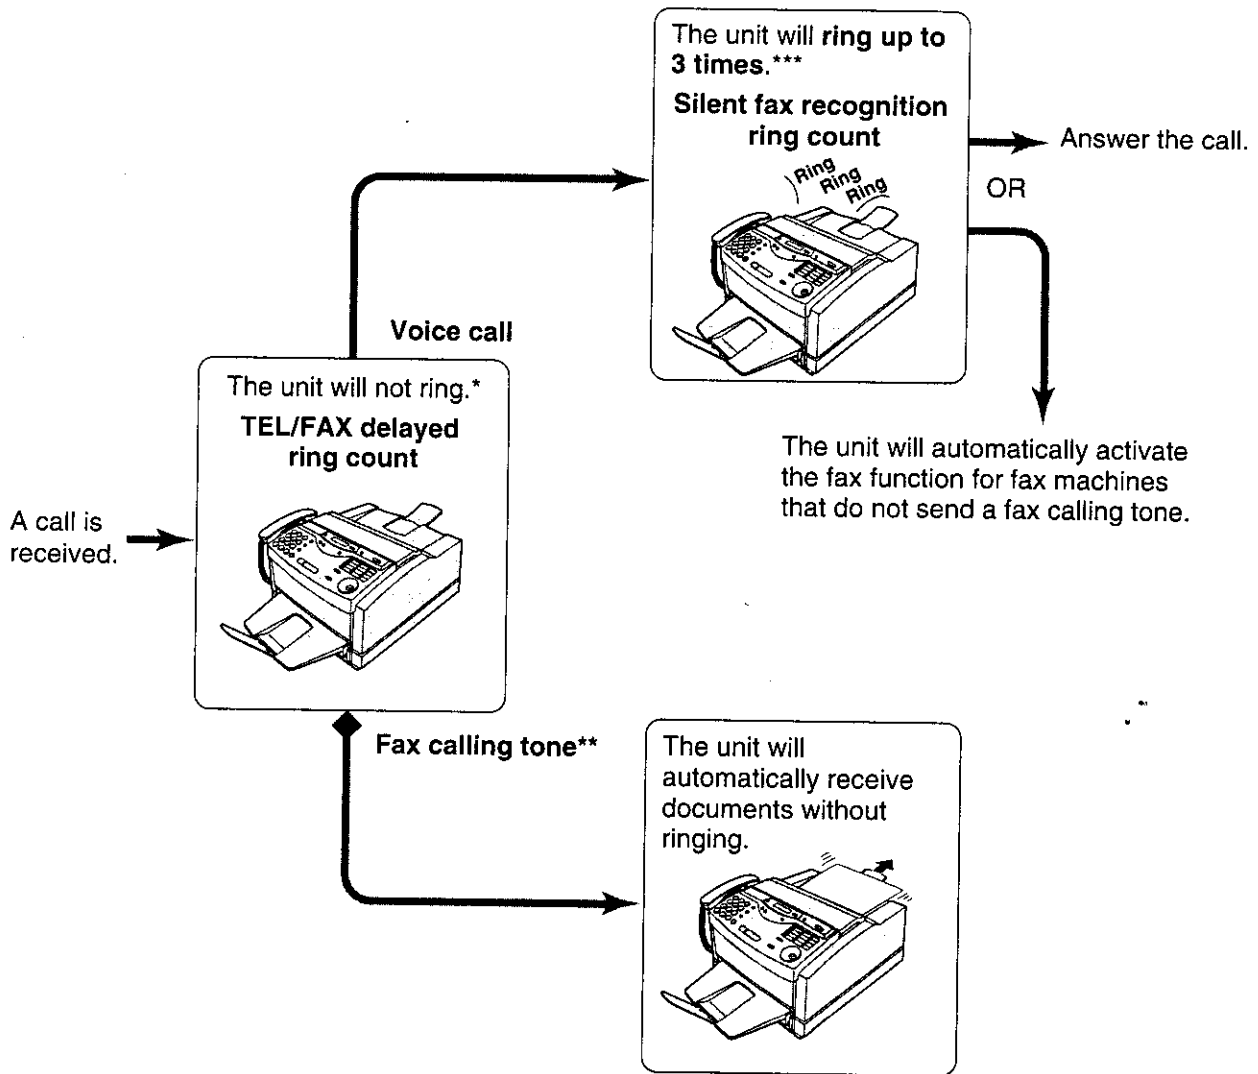 The unit will ring up to
3 times.***
Silent fax recognition
ring count
Ring
Ring
Ring
Answer the call.
OR
The unit will automatically activate
the fax function for fax machines
that do not send a fax calling tone.
Voice call
The unit will not ring.*
TEL/FAX delayed
ring count
A call is
received.
Fax calling tone**
The unit will
automatically receive
documents without
ringing.